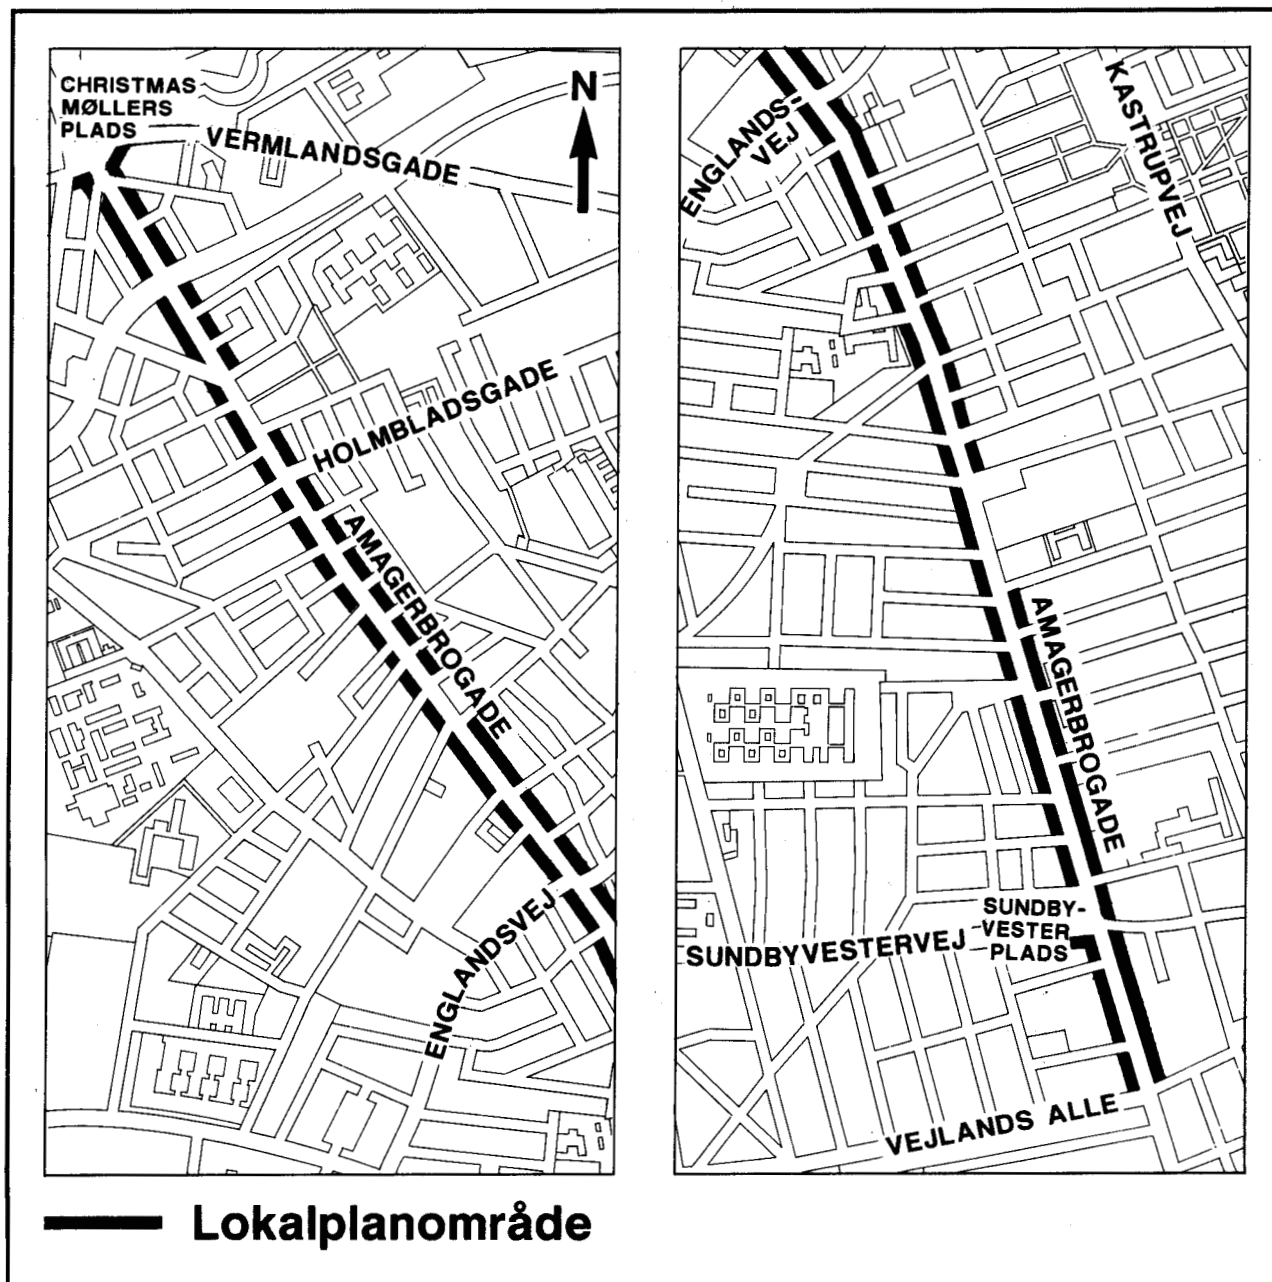 CHRISTMAS
MØLLERS
PLADS
VERMLANDSGADE
N
HOLMBLADSGADE
AMAGERBROGADE
ENGLANDSVEJ
ENGLANDS-
VEJ
KASTRUPVEJ
AMAGERBROGADE
SUNDBY-
VESTER
PLADS
SUNDBYVESTERVEJ
VEJLANDS ALLE
Lokalplanområde